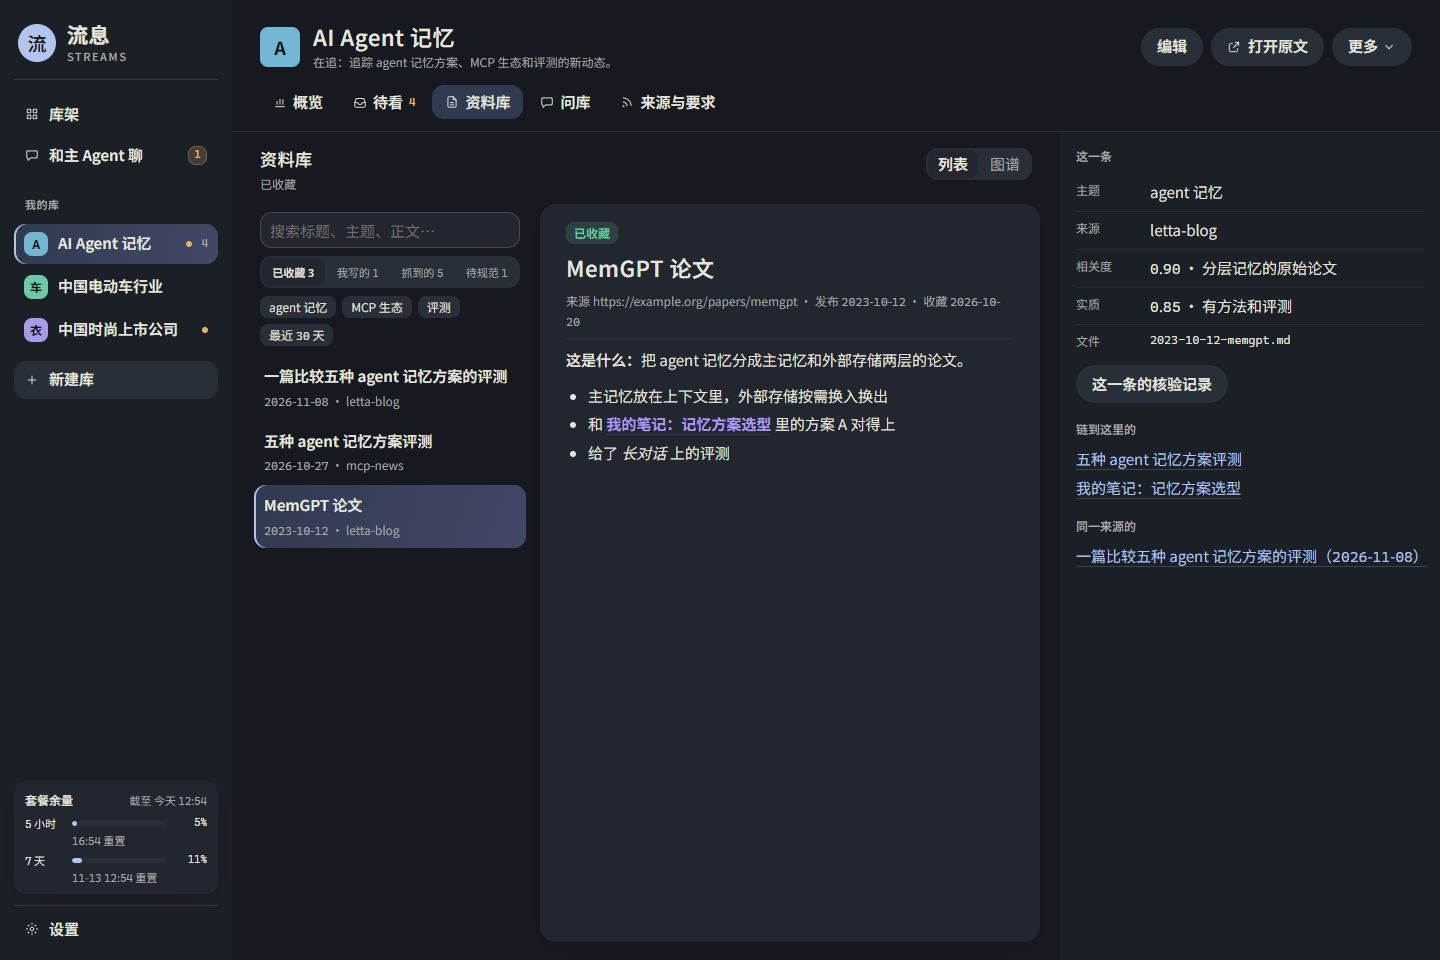 流 流息
STREAMS
库架
和主 Agent 聊 1
我的库
A AI Agent 记忆 4
车 中国电动车行业
衣 中国时尚上市公司
新建库
套餐余量 截至 今天 12:54
5 小时 5%
16:54 重置
7 天 11%
11-13 12:54 重置
设置
A AI Agent 记忆
在追：追踪 agent 记忆方案、MCP 生态和评测的新动态。
编辑 打开原文 更多
概览 待看 4 资料库 问库 来源与要求
资料库
已收藏
列表 图谱
搜索标题、主题、正文…
已收藏 3 我写的 1 抓到的 5 待规范 1
agent 记忆 MCP 生态 评测
最近 30 天
一篇比较五种 agent 记忆方案的评测
2026-11-08 • letta-blog
五种 agent 记忆方案评测
2026-10-27 • mcp-news
MemGPT 论文
2023-10-12 • letta-blog
已收藏
MemGPT 论文
来源 https://example.org/papers/memgpt • 发布 2023-10-12 • 收藏 2026-10-
20
这是什么：把 agent 记忆分成主记忆和外部存储两层的论文。
• 主记忆放在上下文里，外部存储按需换入换出
• 和 我的笔记：记忆方案选型 里的方案 A 对得上
• 给了 长对话 上的评测
这一条
主题 agent 记忆
来源 letta-blog
相关度 0.90 • 分层记忆的原始论文
实质 0.85 • 有方法和评测
文件 2023-10-12-memgpt.md
这一条的核验记录
链到这里的
五种 agent 记忆方案评测
我的笔记：记忆方案选型
同一来源的
一篇比较五种 agent 记忆方案的评测（2026-11-08）